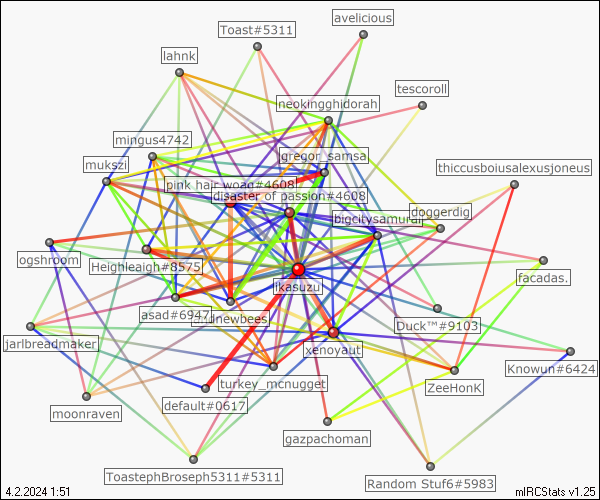 avelicious
Toast#5311
lahnk
tescoroll
neokingghidorah
mingus4742
gregor_samsa
mukszi
thiccusboiusalexusjoneus
pink hair woag#4608
disaster of passion#4608
doggerdig
bigcitysamurai
ogshroom
Heighleaigh#8575
facadas.
ikasuzu
asad#6947
Duck™#9103
jarlbreadmaker
xenoyaut
Knowun#6424
turkey_mcnugget
ZeeHonK
default#0617
moonraven
gazpachoman
ToastephBroseph5311#5311
Random Stuf6#5983
4.2.2024 1:51
mIRCStats v1.25